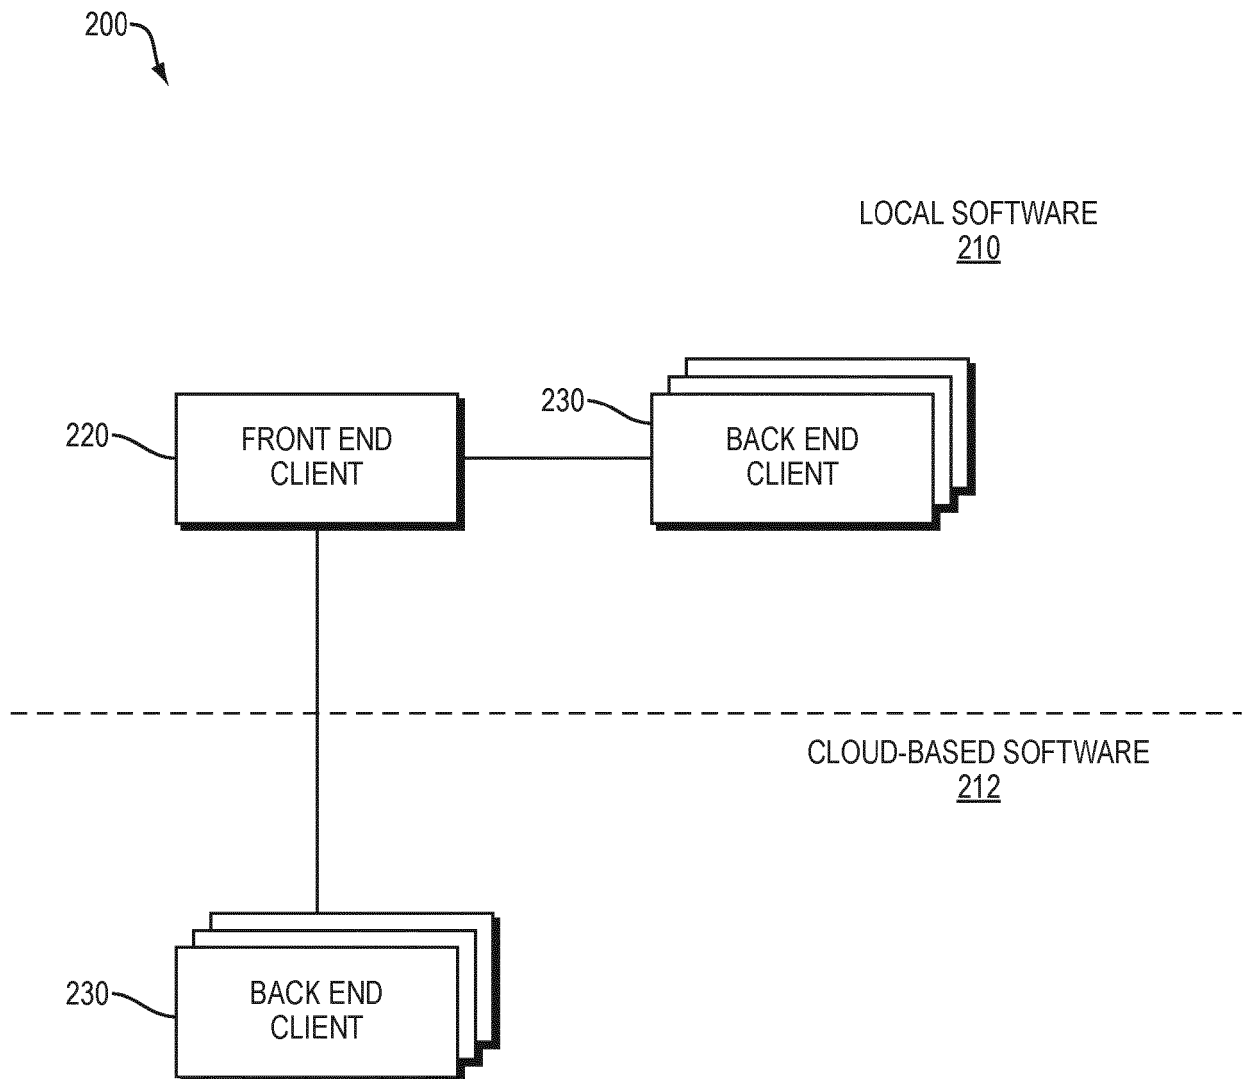 200
LOCAL SOFTWARE
210
220
FRONT END
CLIENT
230
BACK END
CLIENT
CLOUD-BASED SOFTWARE
212
230
BACK END
CLIENT